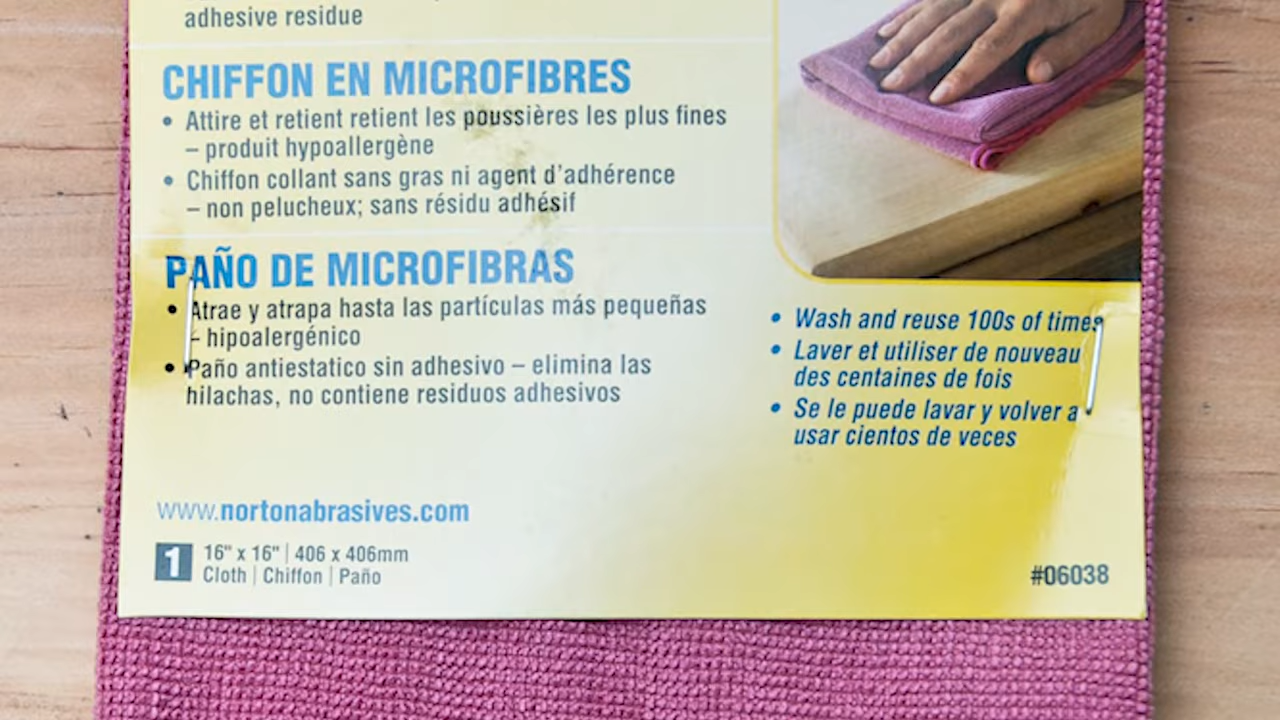 adhesive residue
CHIFFON EN MICROFIBRES
• Attire et retient retient les poussières les plus fines
– produit hypoallergène
• Chiffon collant sans gras ni agent d'adhérence
– non pelucheux; sans résidu adhésif
PAÑO DE MICROFIBRAS
• Atrae y atrapa hasta las partículas más pequeñas
– hipoalergénico
• Paño antiestatico sin adhesivo – elimina las
hilachas, no contiene residuos adhesivos
• Wash and reuse 100s of times
• Laver et utiliser de nouveau
des centaines de fois
• Se le puede lavar y volver a
usar cientos de veces
www.nortonabrasives.com
1 16" x 16" | 406 x 406mm
Cloth | Chiffon | Paño
#06038